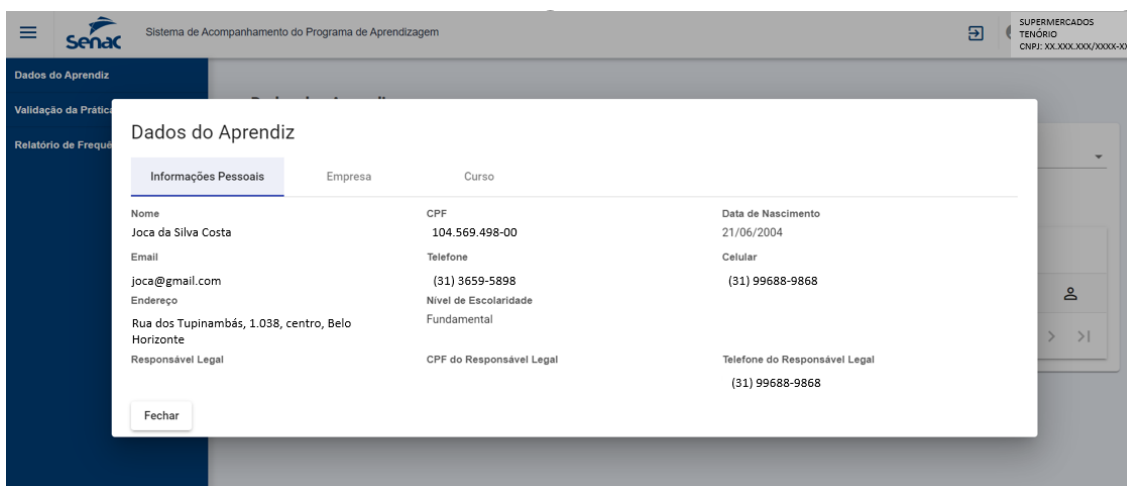 Senac
Sistema de Acompanhamento do Programa de Aprendizagem
SUPERMERCADOS
TENÓRIO
CNPJ: XX.XXX.XXX/XXXX-XX
Dados do Aprendiz
Validação da Prátic
Relatório de Frequê
Dados do Aprendiz
Informações Pessoais Empresa Curso
Nome CPF Data de Nascimento
Joca da Silva Costa 104.569.498-00 21/06/2004
Email Telefone Celular
joca@gmail.com (31) 3659-5898 (31) 99688-9868
Endereço Nível de Escolaridade
Rua dos Tupinambás, 1.038, centro, Belo Fundamental
Horizonte
Responsável Legal CPF do Responsável Legal Telefone do Responsável Legal
(31) 99688-9868
Fechar